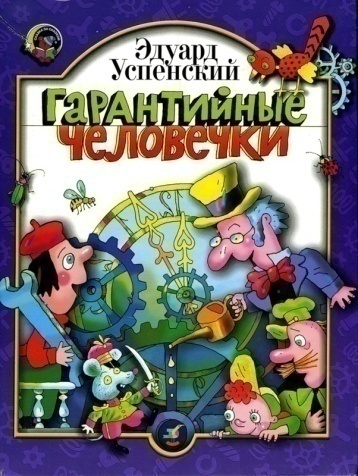 Эдуард
Успенский
Гарантийные
человечки